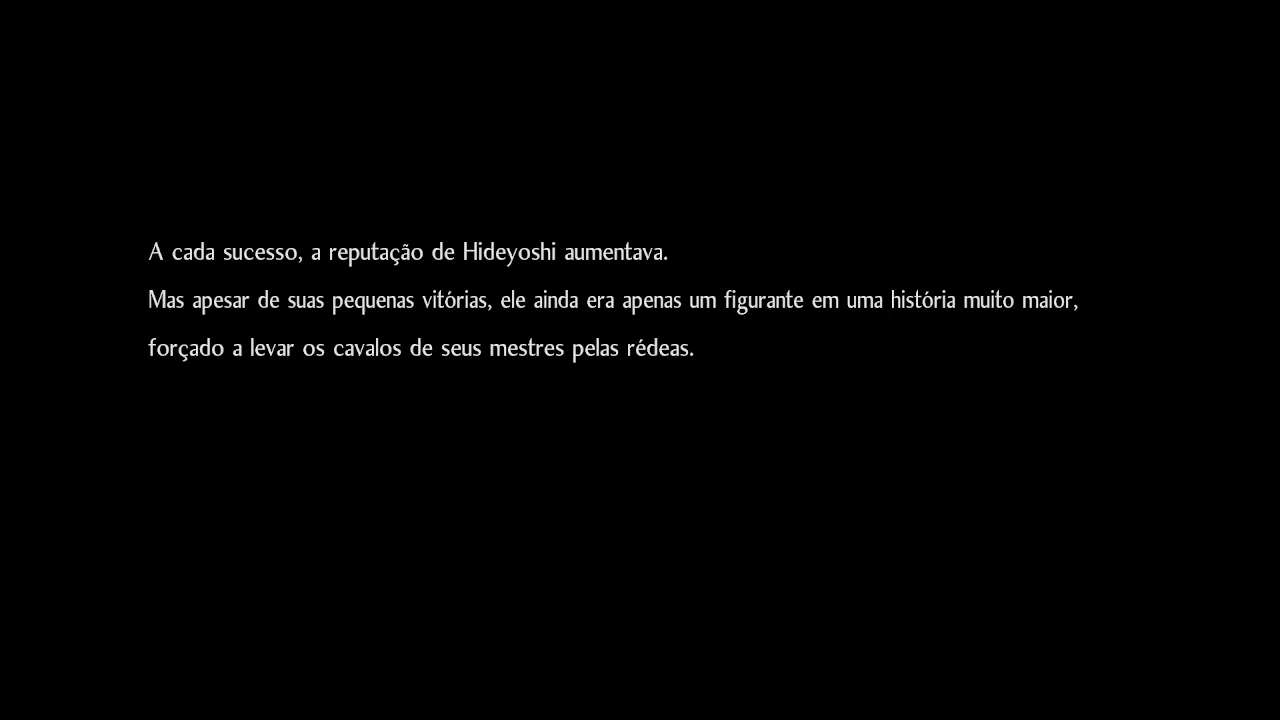 A cada sucesso, a reputação de Hideyoshi aumentava.
Mas apesar de suas pequenas vitórias, ele ainda era apenas um figurante em uma história muito maior,
forçado a levar os cavalos de seus mestres pelas rédeas.